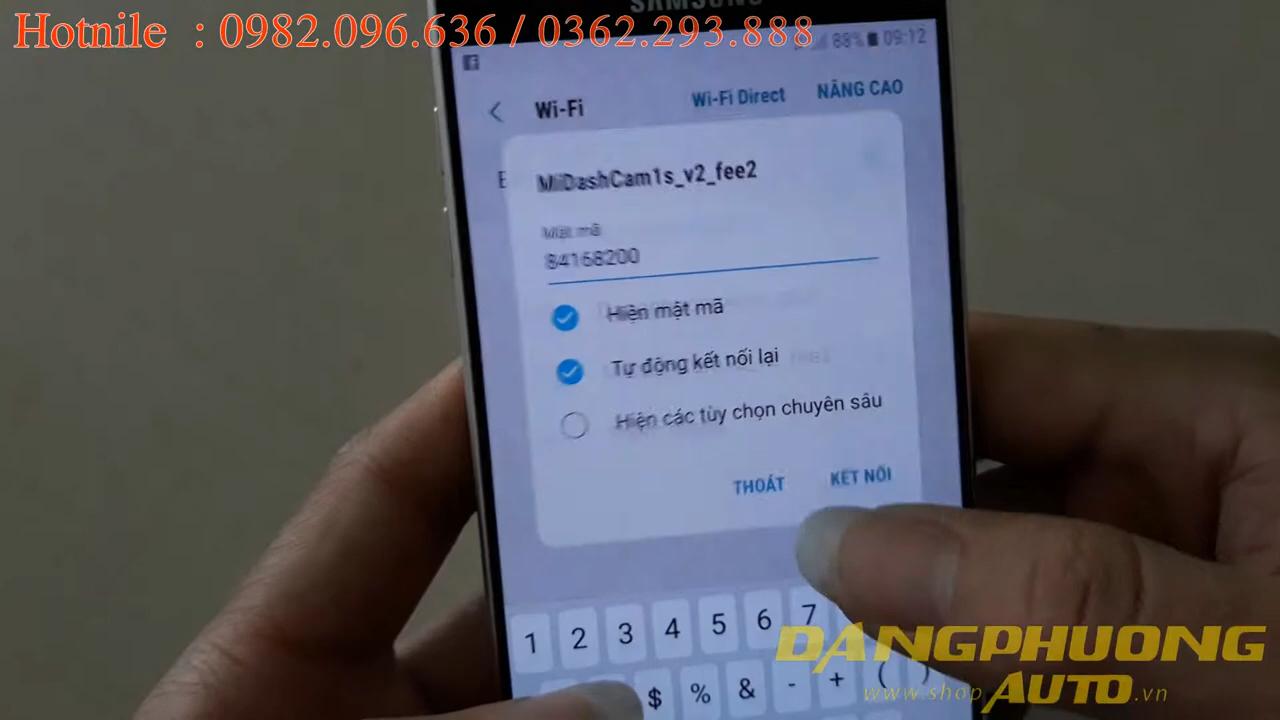 Hotnile : 0982.096.636 / 0362.293.888
SAMSUNG
88% 09:12
Wi-Fi Wi-Fi Direct NÂNG CAO
MiDashCam1s_v2_fee2
Mật mã
84168200
Hiện mật mã
Tự động kết nối lại
Hiện các tùy chọn chuyên sâu
THOÁT KẾT NỐI
1 2 3 4 5 6 7
$ % & - + ( )
DANGPHUONG
www.shop AUTO .vn